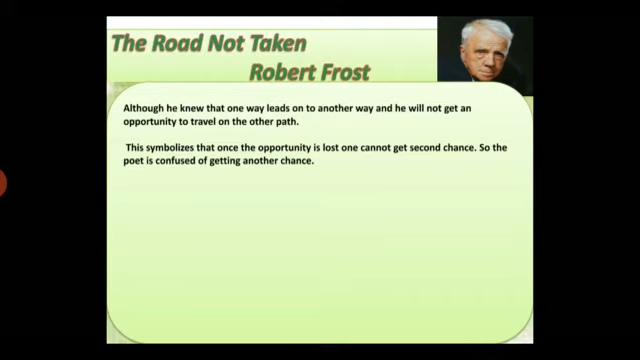 The Road Not Taken
Robert Frost
Although he knew that one way leads on to another way and he will not get an
opportunity to travel on the other path.
This symbolizes that once the opportunity is lost one cannot get second chance. So the
poet is confused of getting another chance.